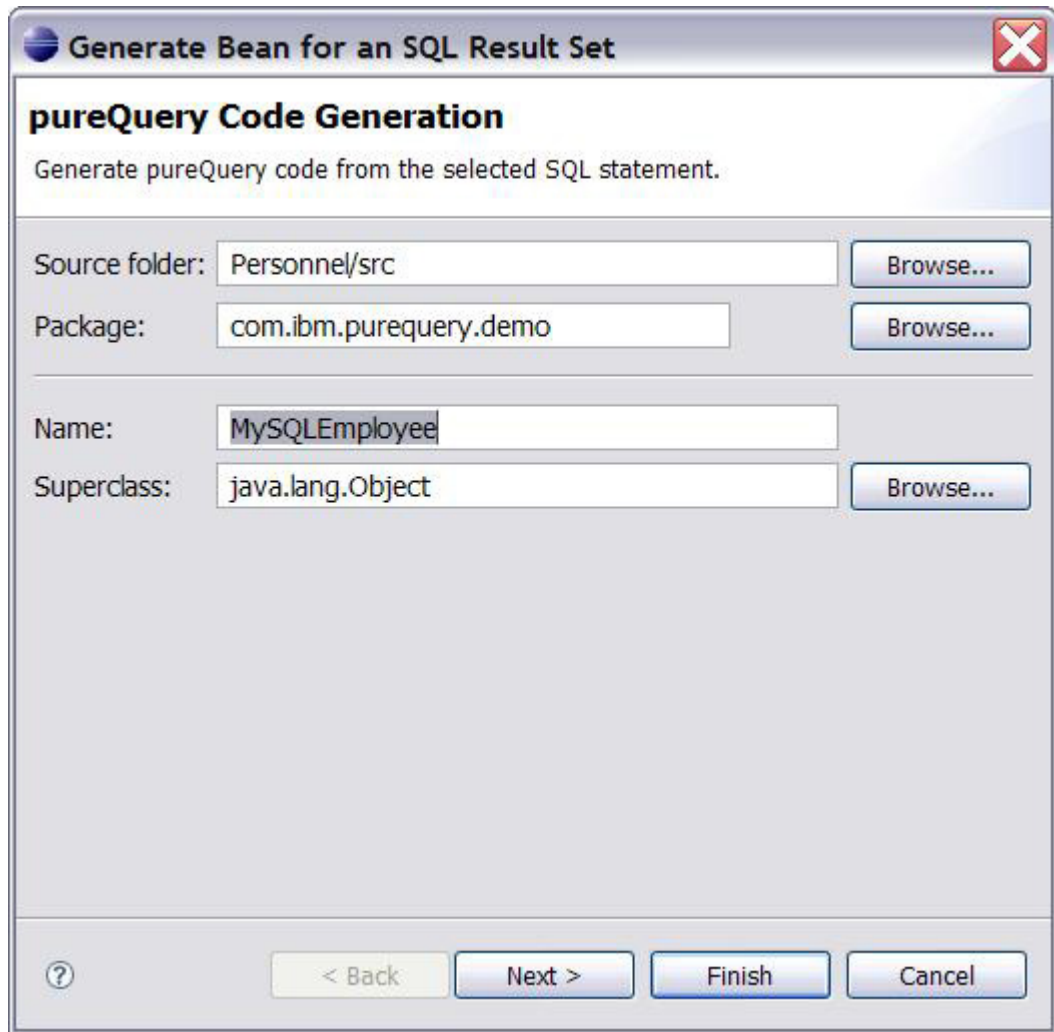 Generate Bean for an SQL Result Set
pureQuery Code Generation
Generate pureQuery code from the selected SQL statement.
Source folder: Personnel/src Browse...
Package: com.ibm.purequery.demo Browse...
Name: MySQLEmployee
Superclass: java.lang.Object Browse...
? < Back Next > Finish Cancel